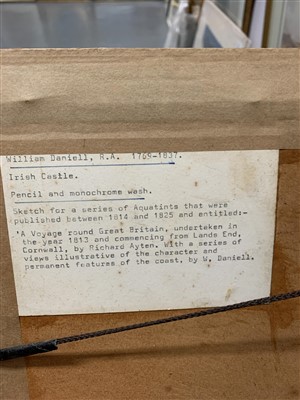 William Daniell, R.A. 1769-1837.
Irish Castle.
Pencil and monochrome wash.
Sketch for a series of Aquatints that were
published between 1814 and 1825 and entitled:-
'A Voyage round Great Britain, undertaken in
the year 1813 and commencing from Lands End,
Cornwall, by Richard Ayten. With a series of
views illustrative of the character and
permanent features of the coast, by W. Daniell.